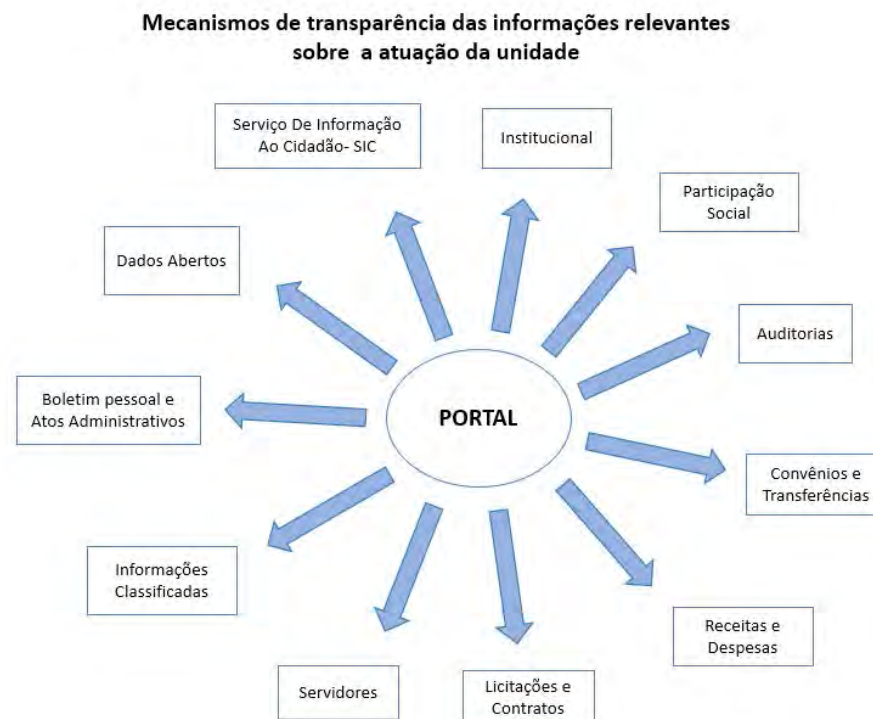 Mecanismos de transparência das informações relevantes
sobre a atuação da unidade
Serviço De Informação
Ao Cidadão- SIC
Institucional
Participação
Social
Dados Abertos
Auditorias
Boletim pessoal e
Atos Administrativos
PORTAL
Convênios e
Transferências
Informações
Classificadas
Receitas e
Despesas
Servidores
Licitações e
Contratos